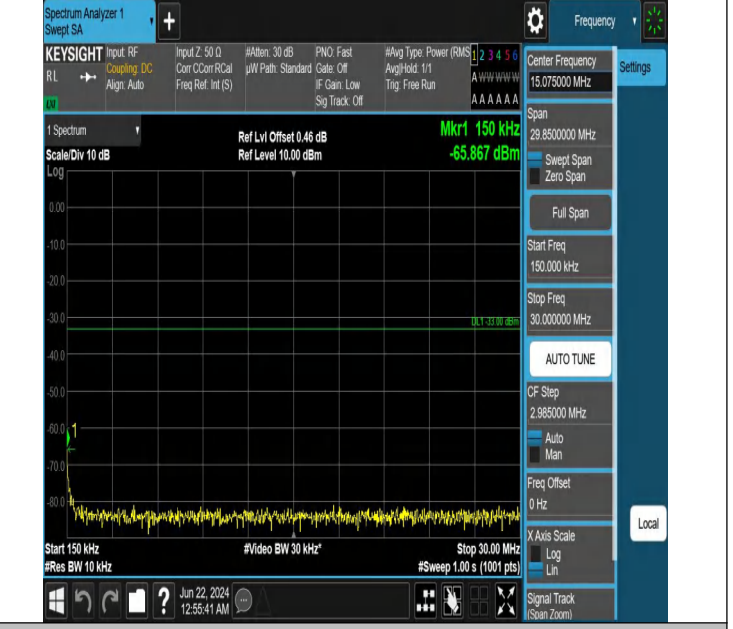 Spectrum Analyzer 1
Swept SA
+
Frequency
KEYSIGHT
RL
LXI
Input: RF
Coupling: DC
Align: Auto
Input Z: 50 Ω
Corr CCorr RCal
Freq Ref: Int (S)
#Atten: 30 dB
µW Path: Standard
PNO: Fast
Gate: Off
IF Gain: Low
Sig Track: Off
#Avg Type: Power (RMS
Avg|Hold: 1/1
Trig: Free Run
1 2 3 4 5 6
A W W W W W
A A A A A A
1 Spectrum
Scale/Div 10 dB
Log
Ref Lvl Offset 0.46 dB
Ref Level 10.00 dBm
Mkr1 150 kHz
-65.867 dBm
0.00
-10.0
-20.0
-30.0
DL1 -33.00 dBm
-40.0
-50.0
-60.0
1
-70.0
-80.0
Start 150 kHz
#Res BW 10 kHz
#Video BW 30 kHz*
Stop 30.00 MHz
#Sweep 1.00 s (1001 pts)
Center Frequency
15.075000 MHz
Settings
Span
29.8500000 MHz
Swept Span
Zero Span
Full Span
Start Freq
150.000 kHz
Stop Freq
30.000000 MHz
AUTO TUNE
CF Step
2.985000 MHz
Auto
Man
Freq Offset
0 Hz
X Axis Scale
Log
Lin
Local
Signal Track
(Span Zoom)
?
Jun 22, 2024
12:55:41 AM